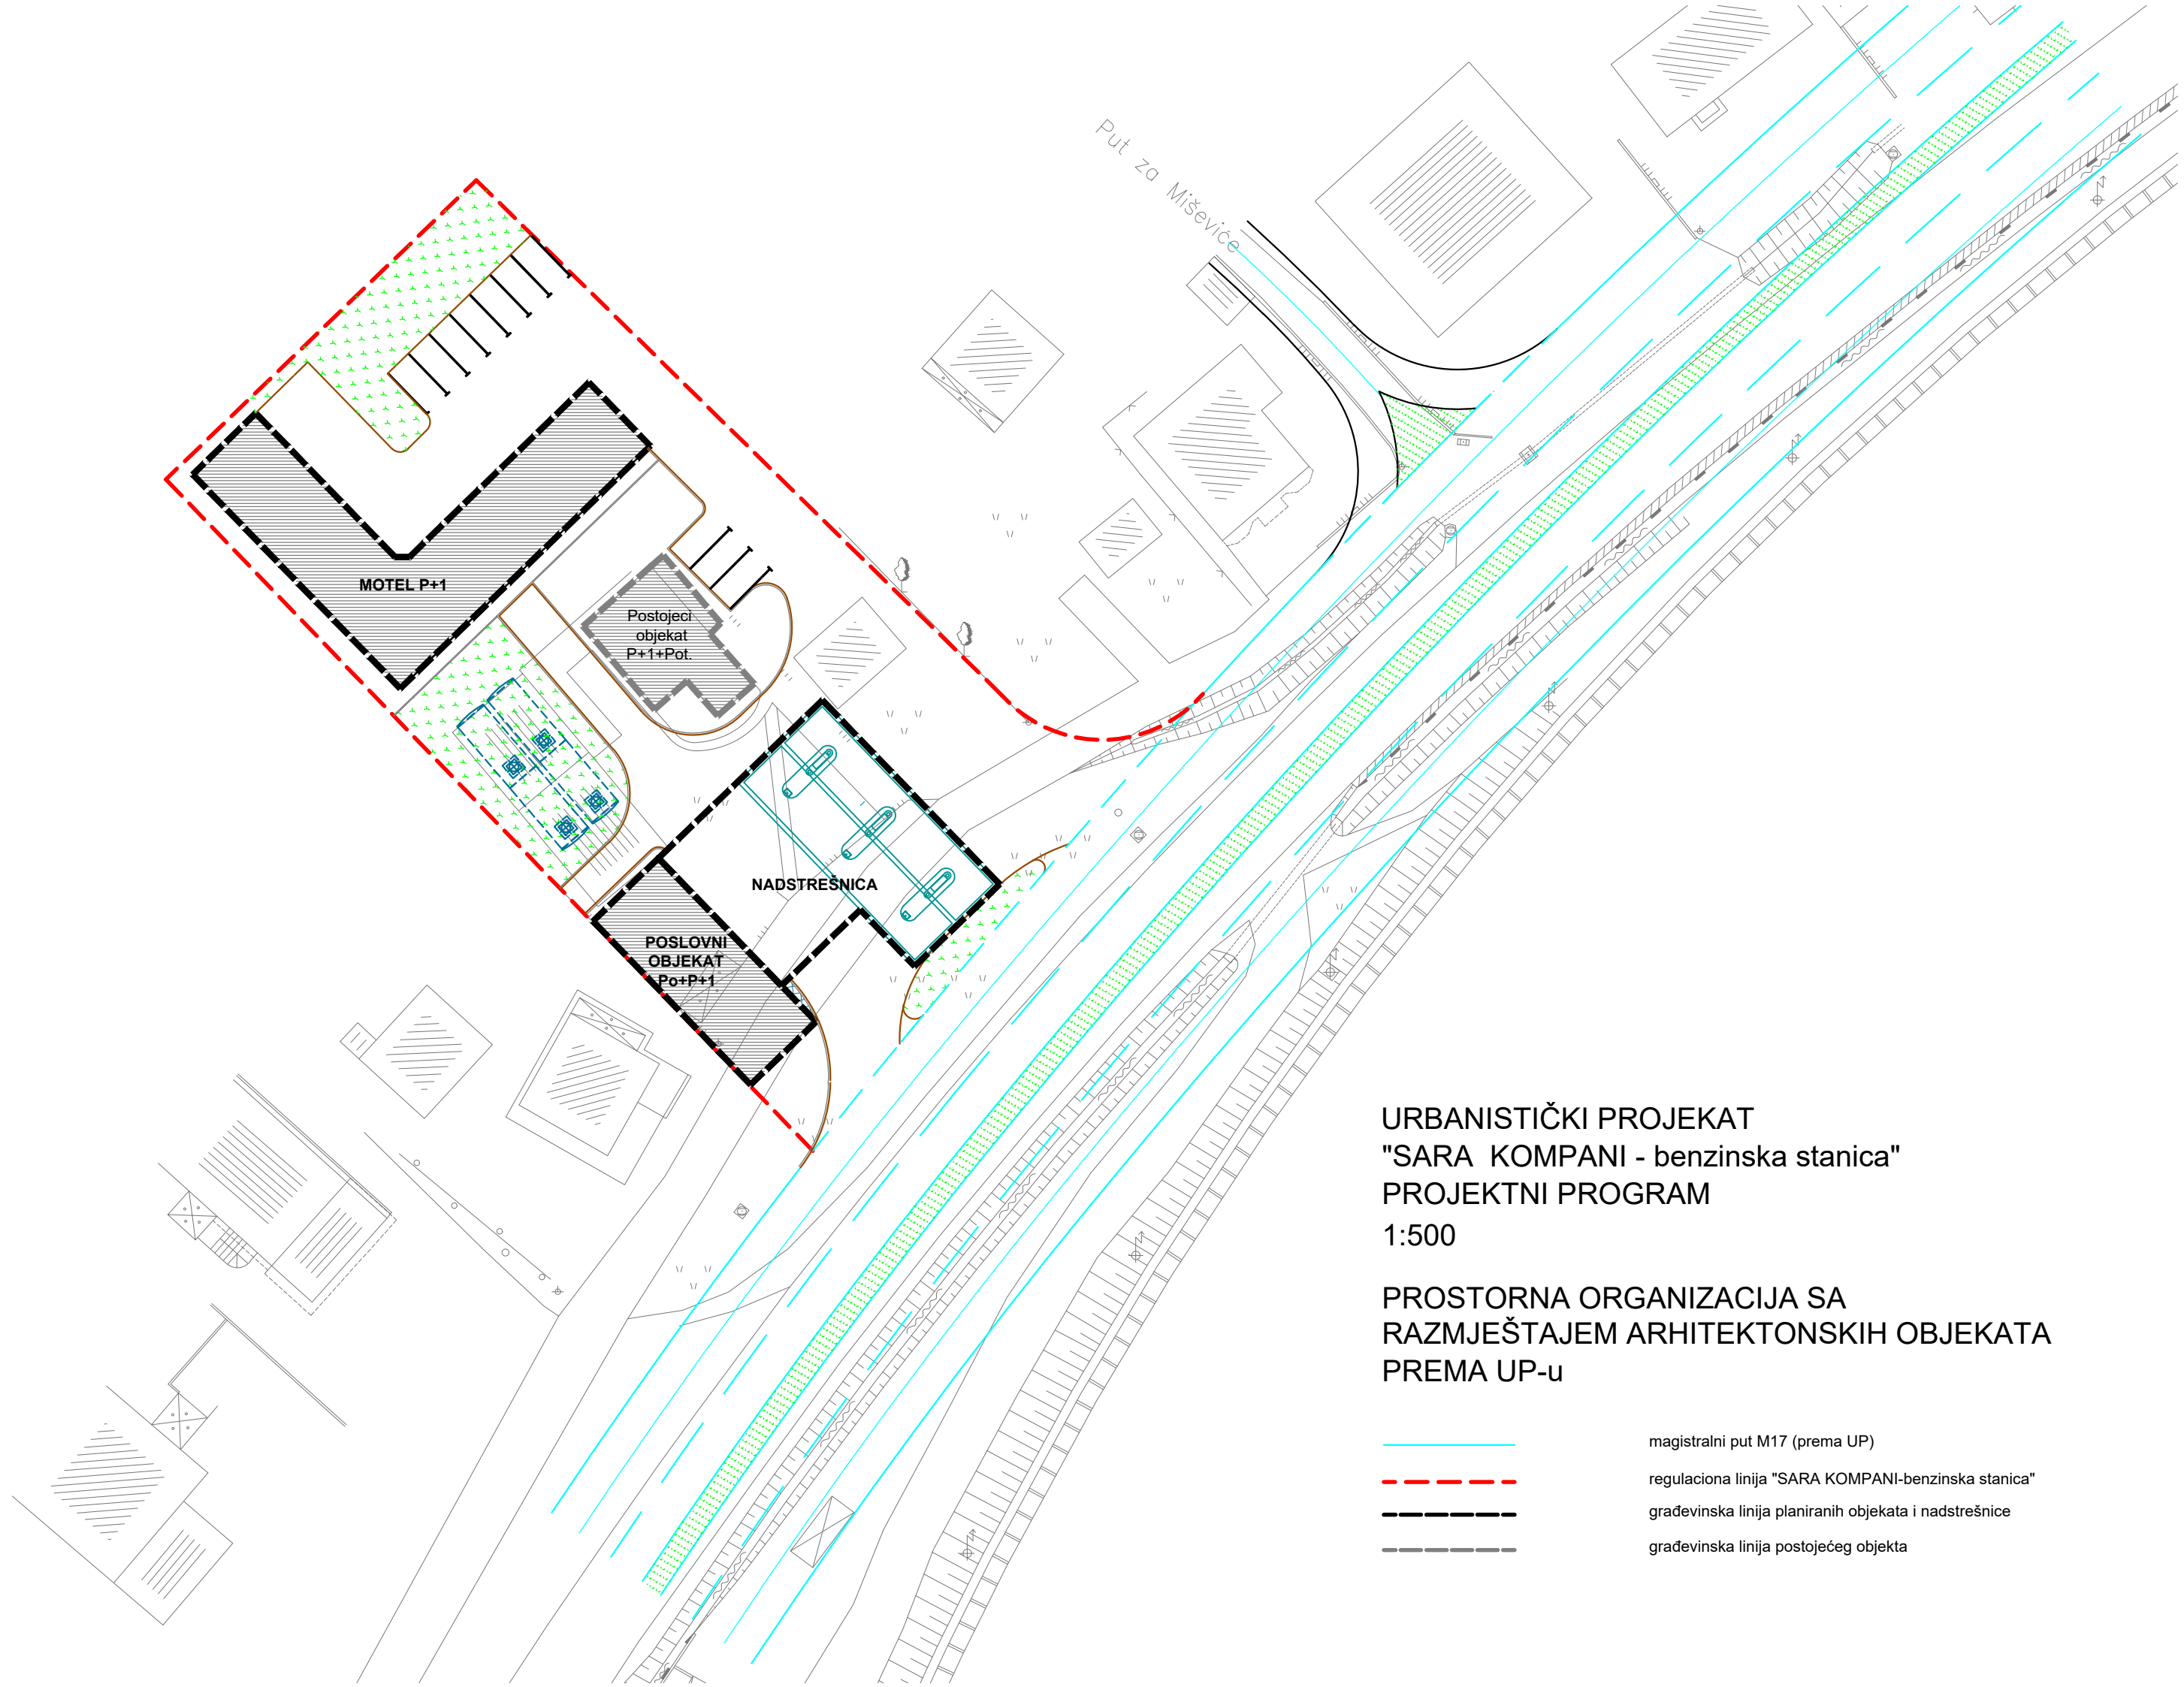 Put za Miševiće
MOTEL P+1
Postojeci
objekat
P+1+Pot.
NADSTREŠNICA
POSLOVNI
OBJEKAT
Po+P+1
URBANISTIČKI PROJEKAT
"SARA KOMPANI - benzinska stanica"
PROJEKTNI PROGRAM
1:500
PROSTORNA ORGANIZACIJA SA
RAZMJEŠTAJEM ARHITEKTONSKIH OBJEKATA
PREMA UP-u
magistralni put M17 (prema UP)
regulaciona linija "SARA KOMPANI-benzinska stanica"
građevinska linija planiranih objekata i nadstrešnice
građevinska linija postojećeg objekta